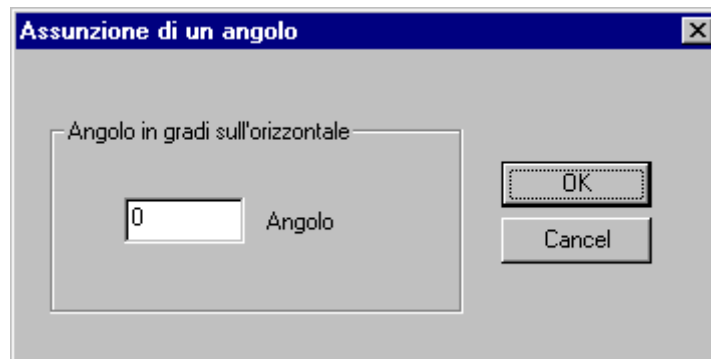 Assunzione di un angolo
Angolo in gradi sull'orizzontale
0 Angolo
OK
Cancel